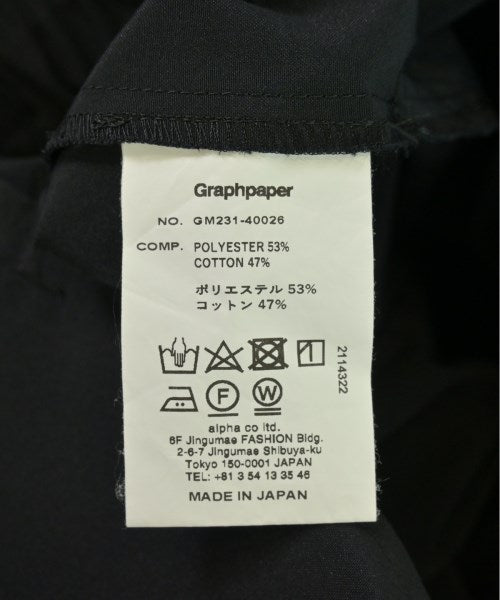 Graphpaper
NO. GM231-40026
COMP. POLYESTER 53%
COTTON 47%
ポリエステル 53%
コットン 47%
2114322
F W
alpha co ltd.
6F Jingumae FASHION Bldg.
2-6-7 Jingumae Shibuya-ku
Tokyo 150-0001 JAPAN
TEL: +81 3 54 13 35 46
MADE IN JAPAN